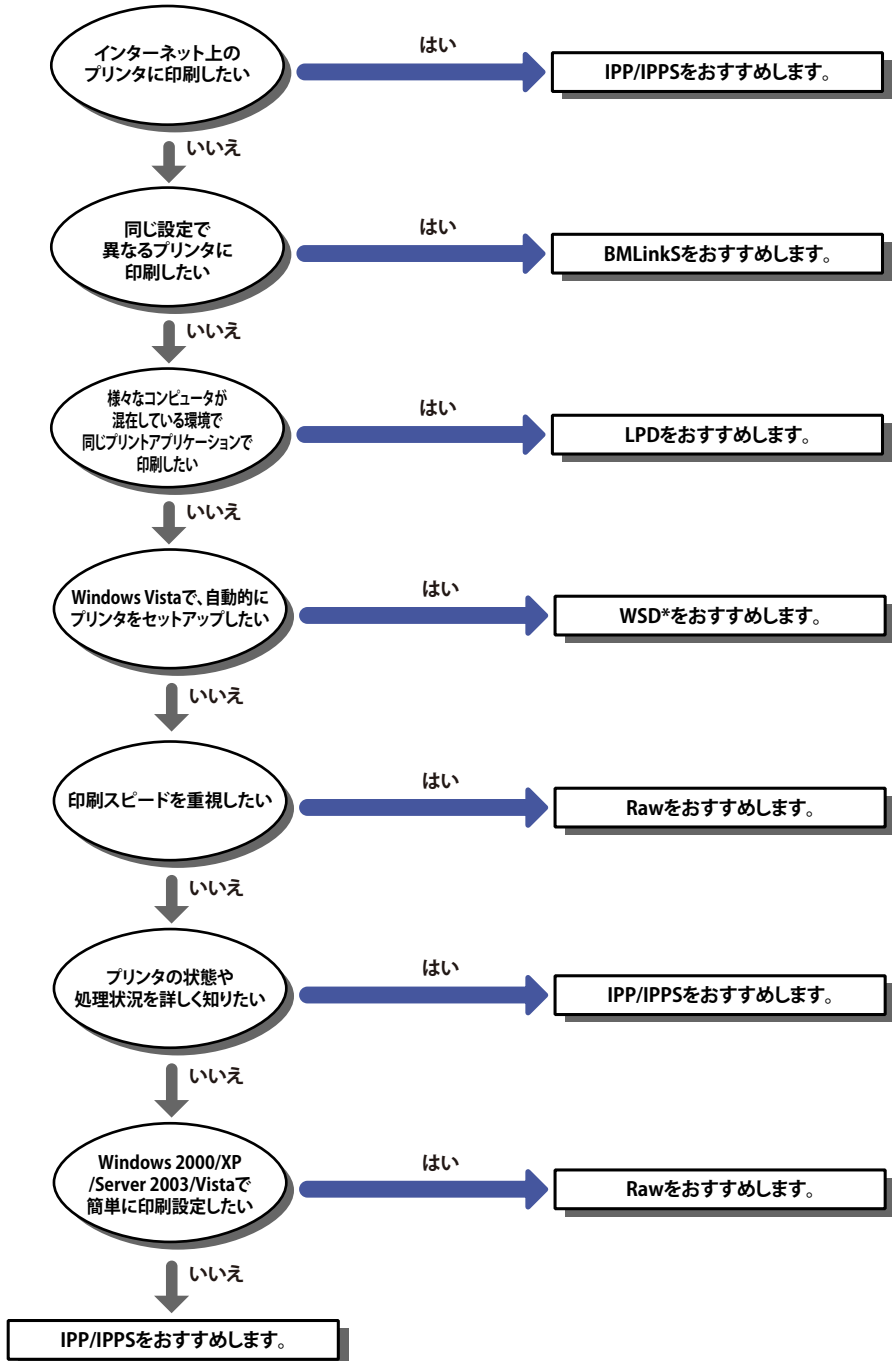 インターネット上の
プリンタに印刷したい
はい
IPP/IPPSをおすすめします。
いいえ
同じ設定で
異なるプリンタに
印刷したい
はい
BMLinkSをおすすめします。
いいえ
様々なコンピュータが
混在している環境で
同じプリントアプリケーションで
印刷したい
はい
LPDをおすすめします。
いいえ
Windows Vistaで、自動的に
プリンタをセットアップしたい
はい
WSD*をおすすめします。
いいえ
印刷スピードを重視したい
はい
Rawをおすすめします。
いいえ
プリンタの状態や
処理状況を詳しく知りたい
はい
IPP/IPPSをおすすめします。
いいえ
Windows 2000/XP
/Server 2003/Vistaで
簡単に印刷設定したい
はい
Rawをおすすめします。
いいえ
IPP/IPPSをおすすめします。